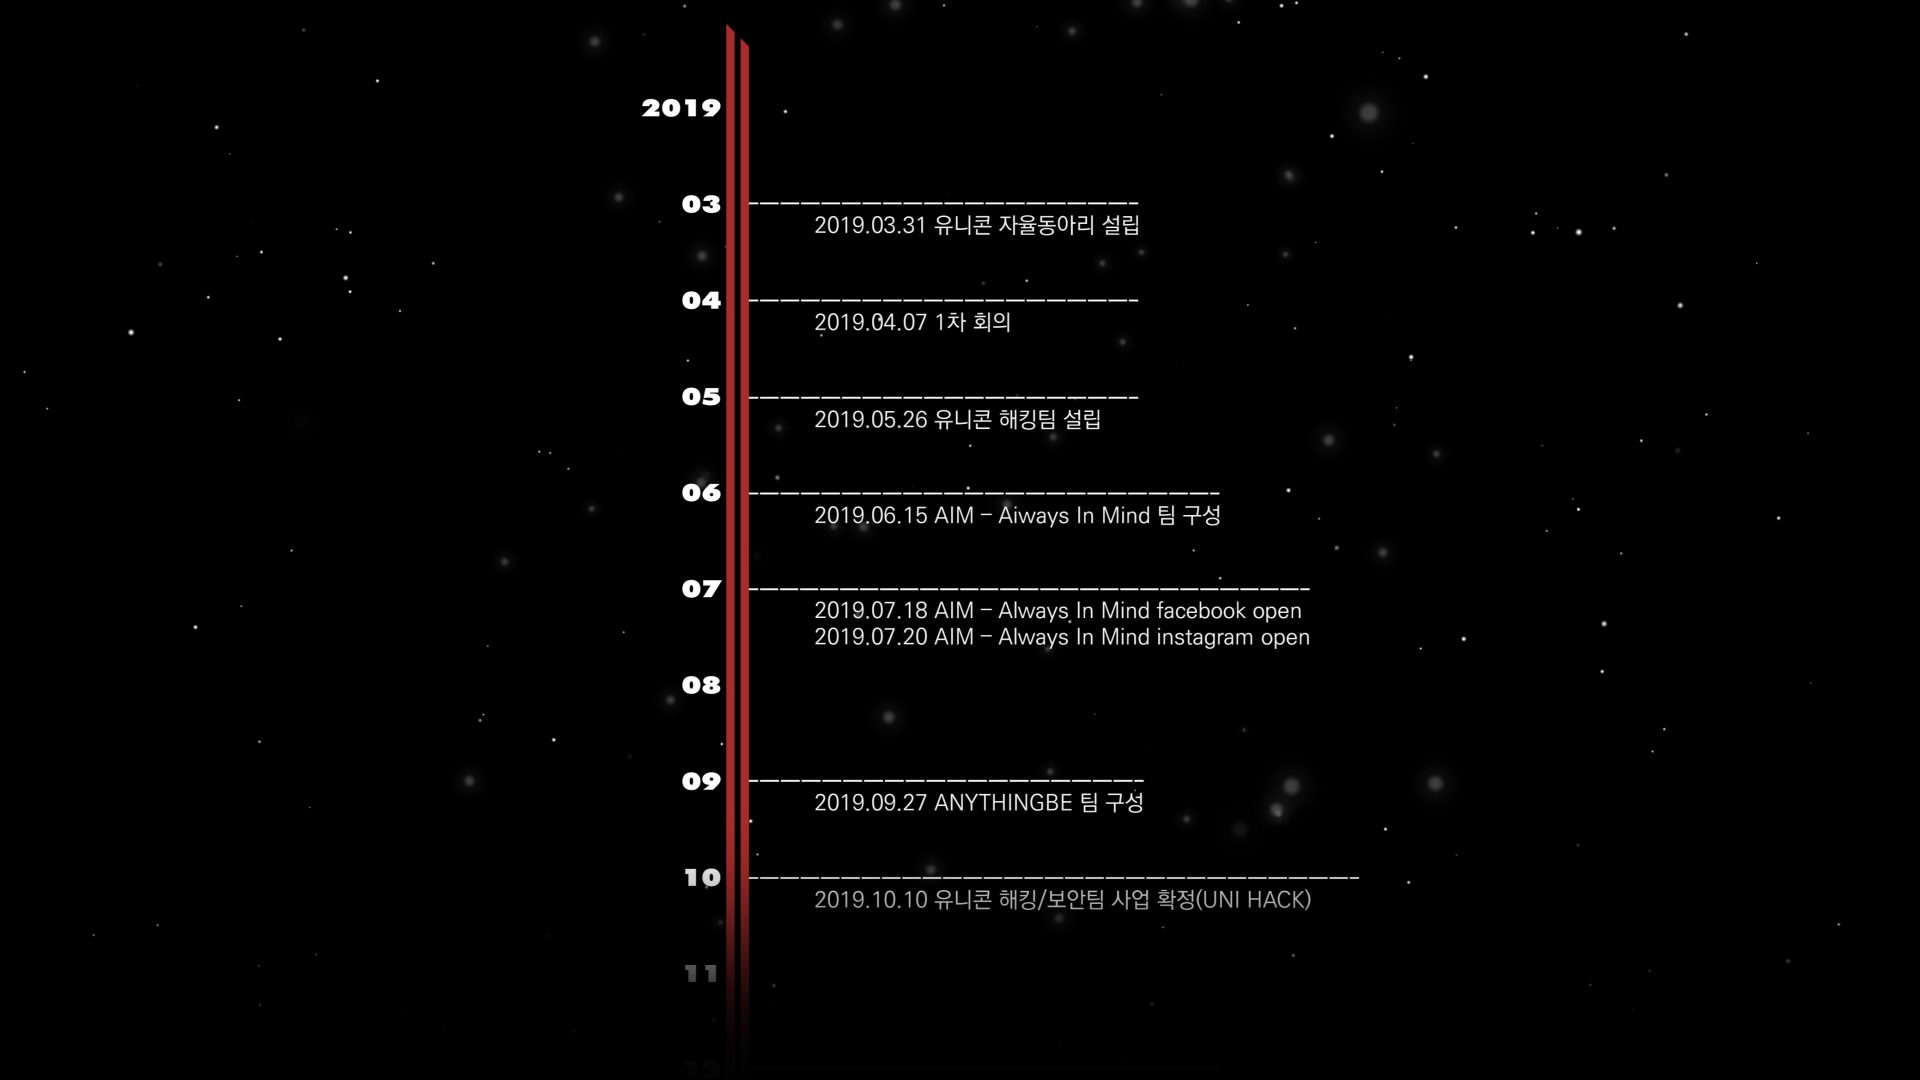 2019
03
2019.03.31 유니콘 자율동아리 설립
04
2019.04.07 1차 회의
05
2019.05.26 유니콘 해킹팀 설립
06
2019.06.15 AIM - Aiways In Mind 팀 구성
07
2019.07.18 AIM - Always In Mind facebook open
2019.07.20 AIM - Always In Mind instagram open
08
09
2019.09.27 ANYTHINGBE 팀 구성
10
2019.10.10 유니콘 해킹/보안팀 사업 확정(UNI HACK)
11
12